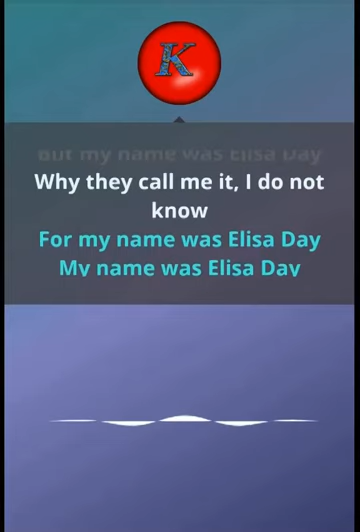 K
But my name was Elisa Day
Why they call me it, I do not
know
For my name was Elisa Day
My name was Elisa Day